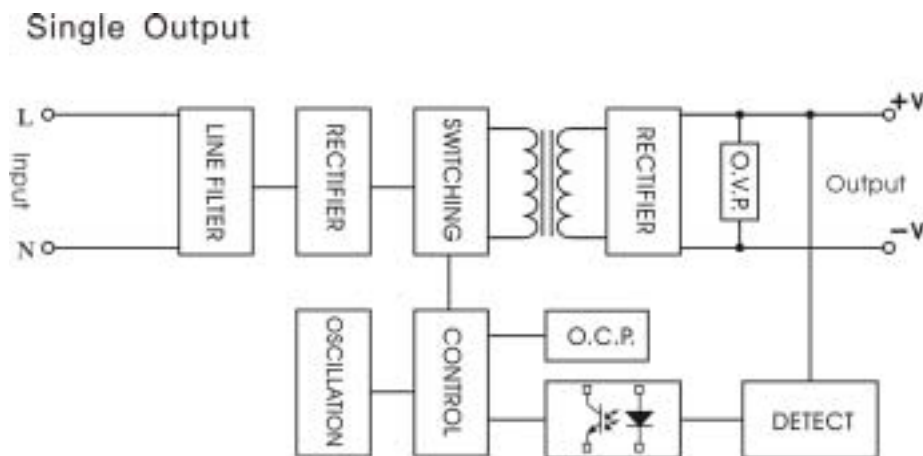 Single Output
L
Input
N
LINE FILTER
RECTIFIER
SWITCHING
RECTIFIER
O.V.P.
+V
Output
-V
OSCILLATION
CONTROL
O.C.P.
DETECT